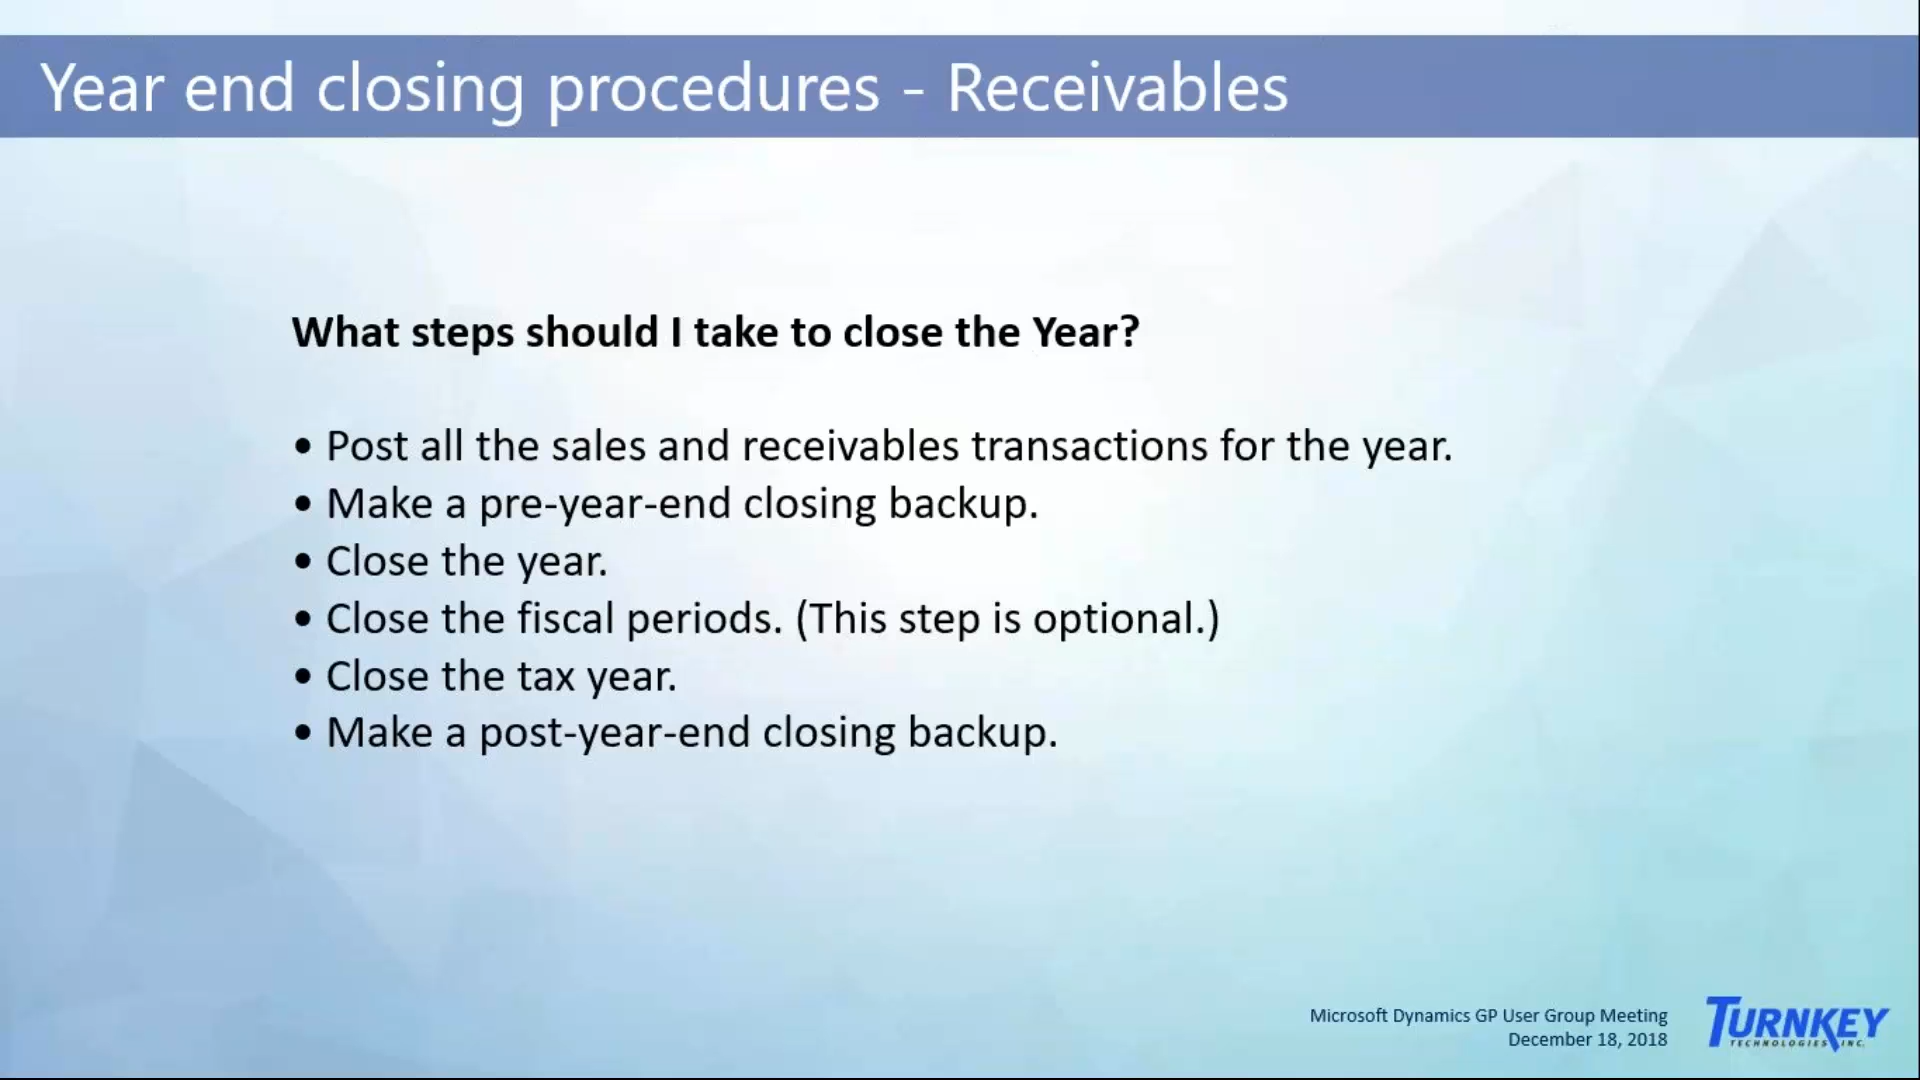 Year end closing procedures - Receivables
What steps should I take to close the Year?
• Post all the sales and receivables transactions for the year.
• Make a pre-year-end closing backup.
• Close the year.
• Close the fiscal periods. (This step is optional.)
• Close the tax year.
• Make a post-year-end closing backup.
Microsoft Dynamics GP User Group Meeting
December 18, 2018
TURNKEY
TECHNOLOGIES, INC.